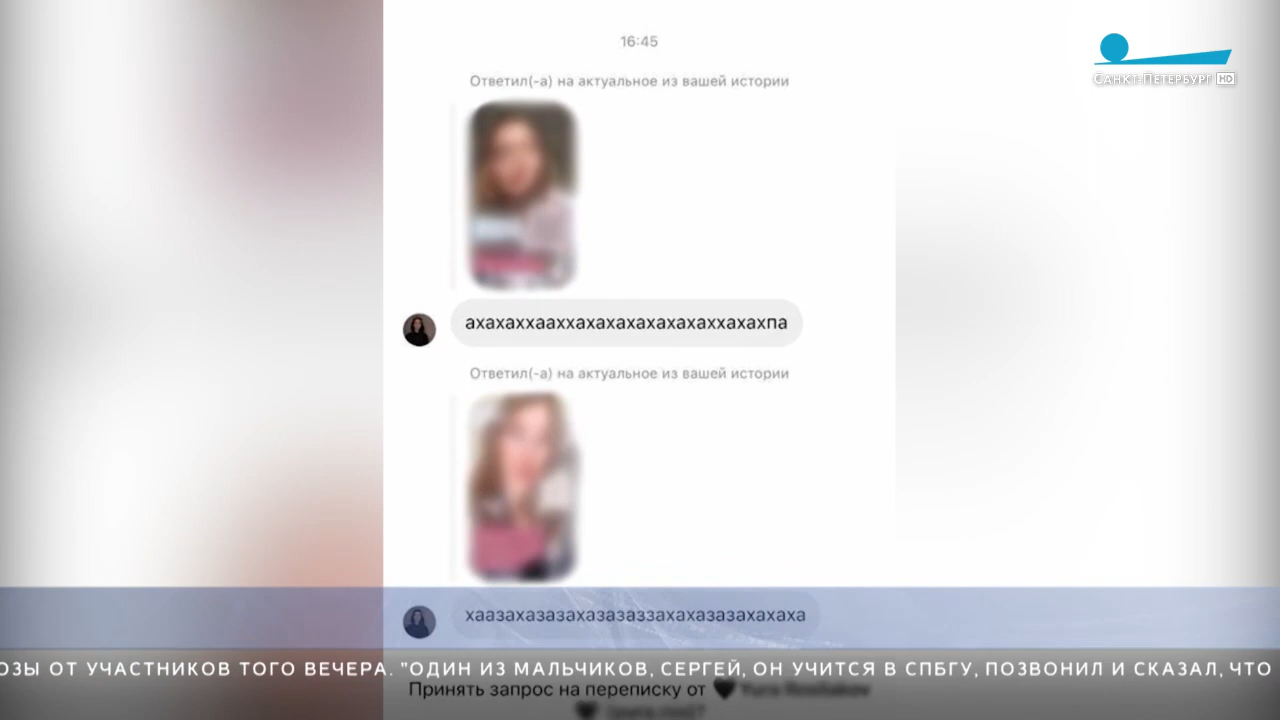 16:45
САНКТ-ПЕТЕРБУРГ HD
Ответил(-а) на актуальное из вашей истории
ахахаххааххахахахахахахаххахахпа
Ответил(-а) на актуальное из вашей истории
хаазахазазахазазаззахахазазахахаха
ОЗЫ ОТ УЧАСТНИКОВ ТОГО ВЕЧЕРА. "ОДИН ИЗ МАЛЬЧИКОВ, СЕРГЕЙ, ОН УЧИТСЯ В СПБГУ, ПОЗВОНИЛ И СКАЗАЛ, ЧТО
Принять запрос на переписку от